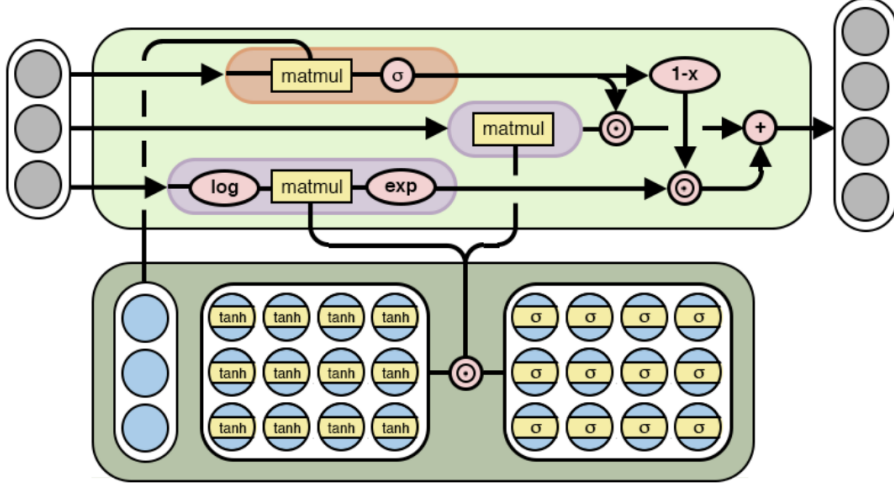 matmul σ 1-x
matmul ⊙ +
log matmul exp ⊙
tanh tanh tanh tanh σ σ σ σ
tanh tanh tanh tanh ⊙ σ σ σ σ
tanh tanh tanh tanh σ σ σ σ